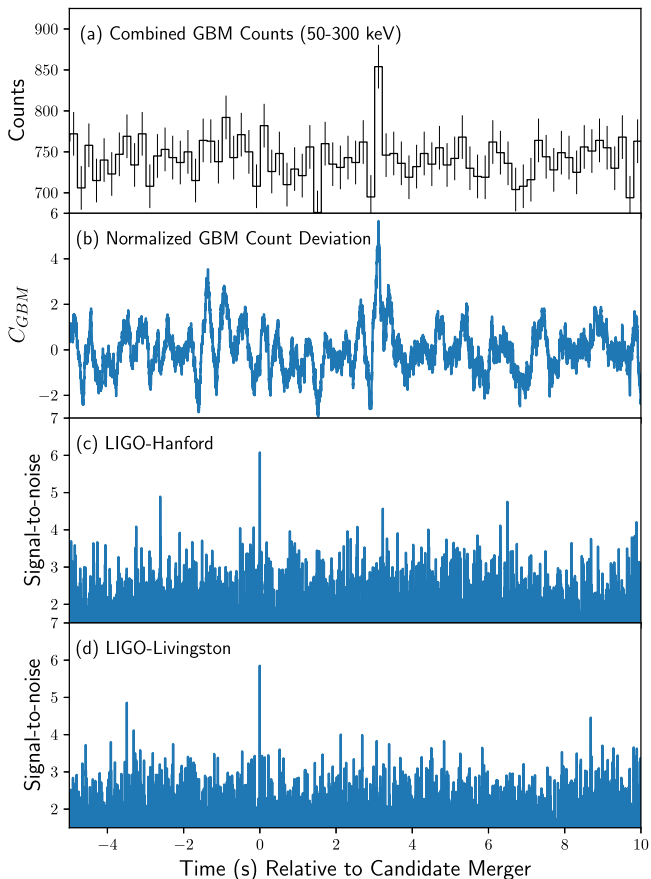 (a) Combined GBM Counts (50-300 keV)
Counts
900
850
800
750
700
6
(b) Normalized GBM Count Deviation
C_GBM
4
2
0
−2
7
(c) LIGO-Hanford
Signal-to-noise
6
5
4
3
2
7
(d) LIGO-Livingston
Signal-to-noise
6
5
4
3
2
−4 −2 0 2 4 6 8 10
Time (s) Relative to Candidate Merger